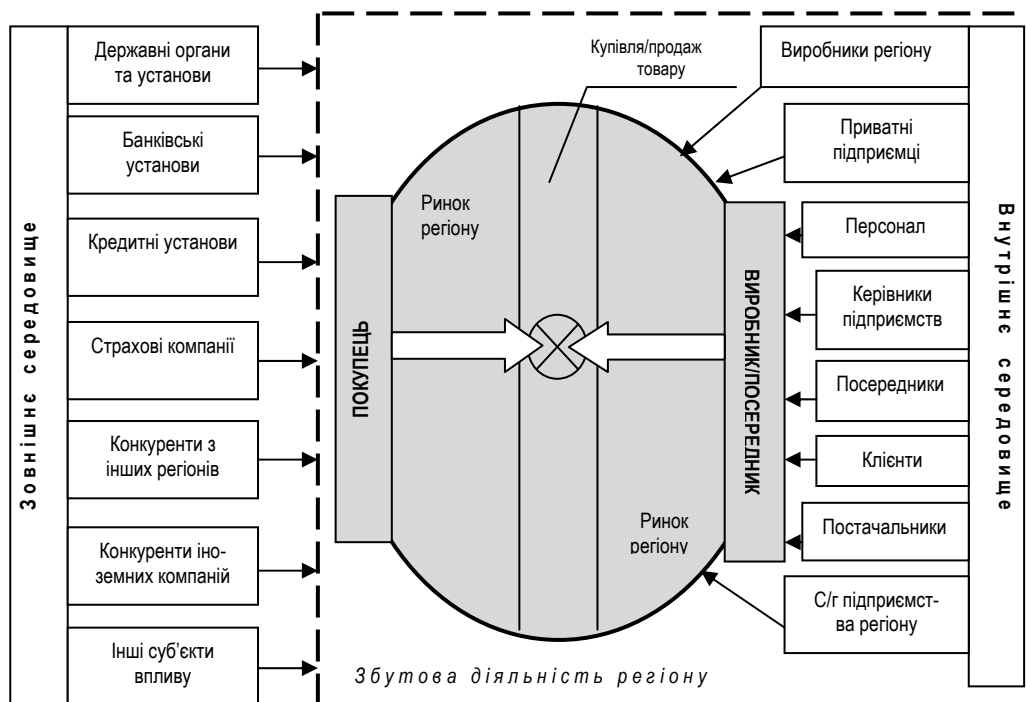 Зовнішнє середовище
Державні органи
та установи
Банківські
установи
Кредитні установи
Страхові компанії
Конкуренти з
інших регіонів
Конкуренти іно-
земних компаній
Інші суб’єкти
впливу
Купівля/продаж
товару
Ринок
регіону
ПОКУПЕЦЬ
ВИРОБНИК/ПОСЕРЕДНИК
Ринок
регіону
Збутова діяльність регіону
Виробники регіону
Приватні
підприємці
Персонал
Керівники
підприємств
Посередники
Клієнти
Постачальники
С/г підприємст-
ва регіону
Внутрішнє середовище